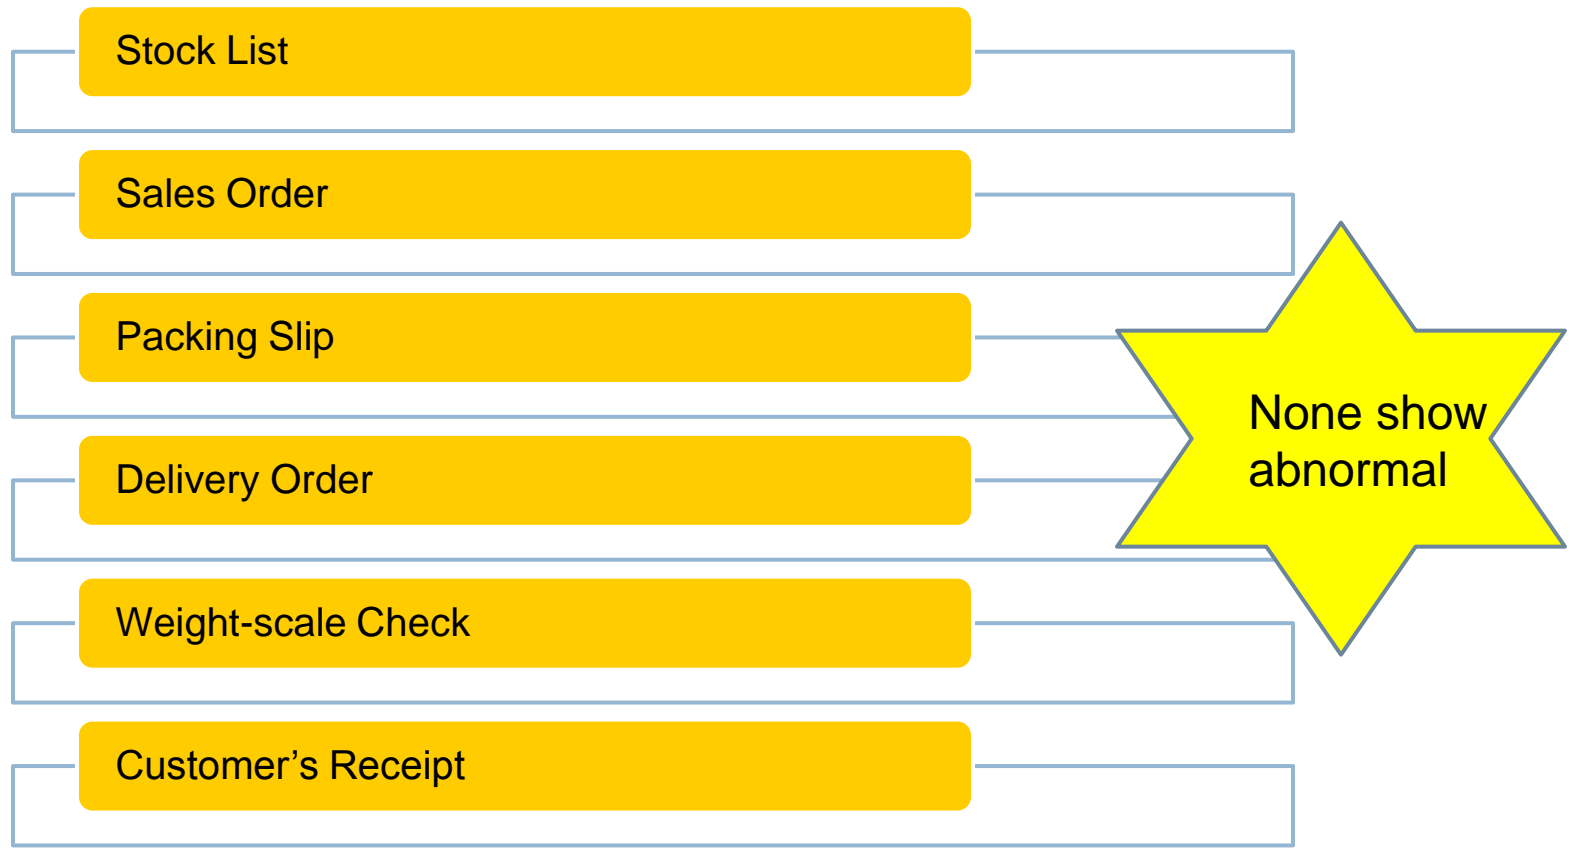 Stock List
Sales Order
Packing Slip
Delivery Order
Weight-scale Check
Customer’s Receipt
None show
abnormal